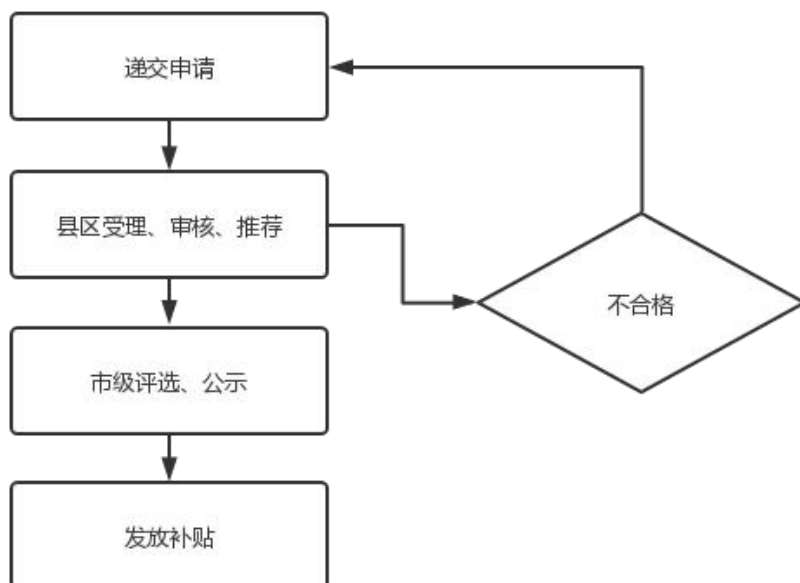 递交申请
县区受理、审核、推荐
不合格
市级评选、公示
发放补贴